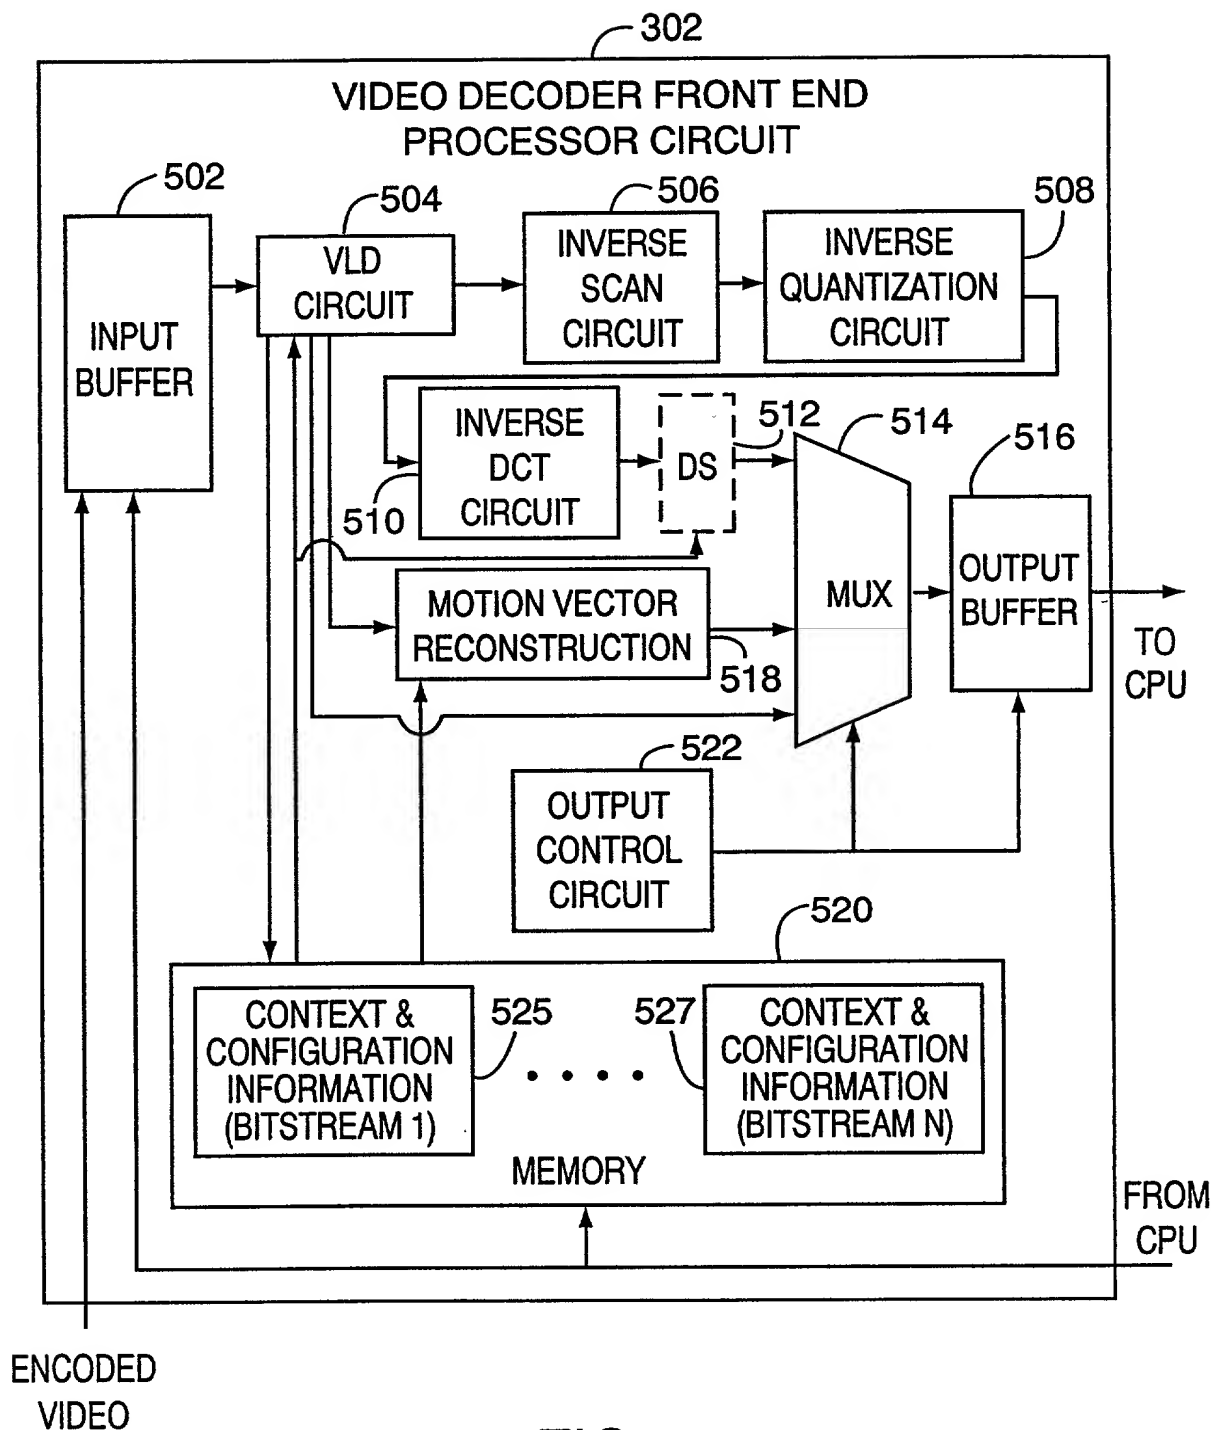 302
VIDEO DECODER FRONT END
PROCESSOR CIRCUIT
502
504
506
508
INPUT
BUFFER
VLD
CIRCUIT
INVERSE
SCAN
CIRCUIT
INVERSE
QUANTIZATION
CIRCUIT
INVERSE
DCT
CIRCUIT
510
DS
512
514
516
MUX
OUTPUT
BUFFER
MOTION VECTOR
RECONSTRUCTION
518
TO
CPU
522
OUTPUT
CONTROL
CIRCUIT
520
CONTEXT &
CONFIGURATION
INFORMATION
(BITSTREAM 1)
525
527
CONTEXT &
CONFIGURATION
INFORMATION
(BITSTREAM N)
MEMORY
FROM
CPU
ENCODED
VIDEO